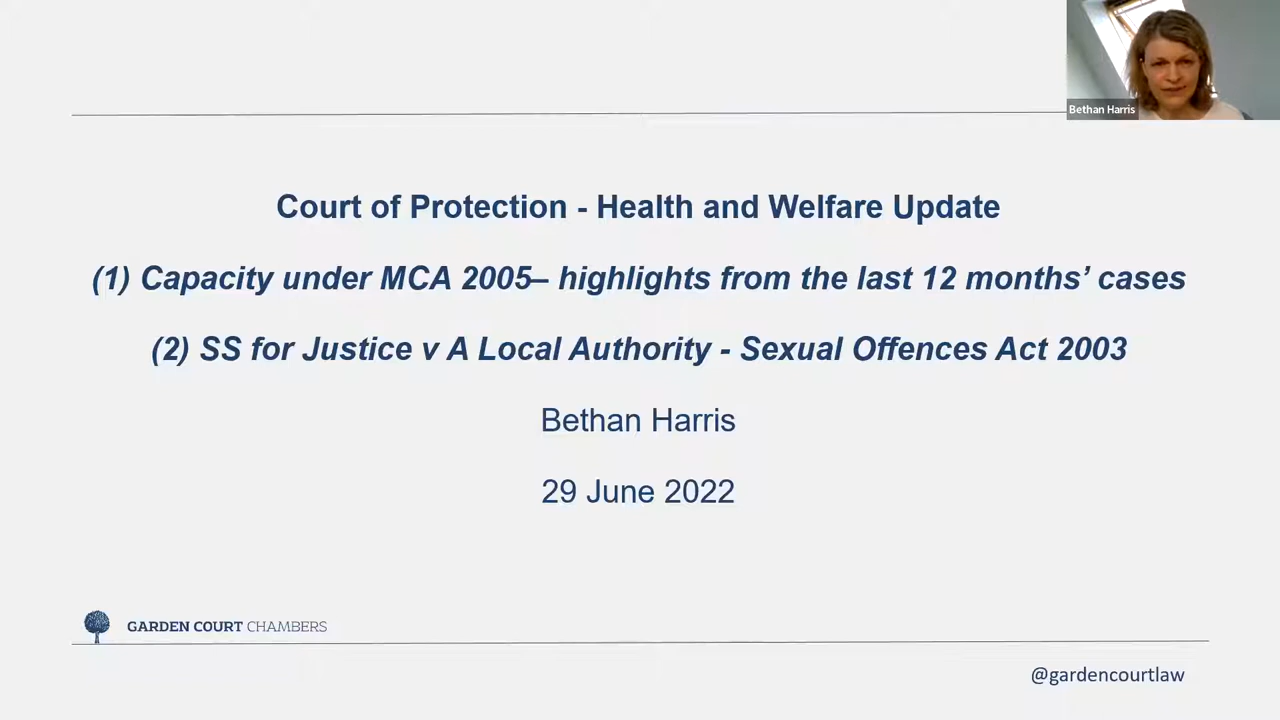 Bethan Harris
Court of Protection - Health and Welfare Update
(1) Capacity under MCA 2005– highlights from the last 12 months’ cases
(2) SS for Justice v A Local Authority - Sexual Offences Act 2003
Bethan Harris
29 June 2022
GARDEN COURT CHAMBERS
@gardencourtlaw